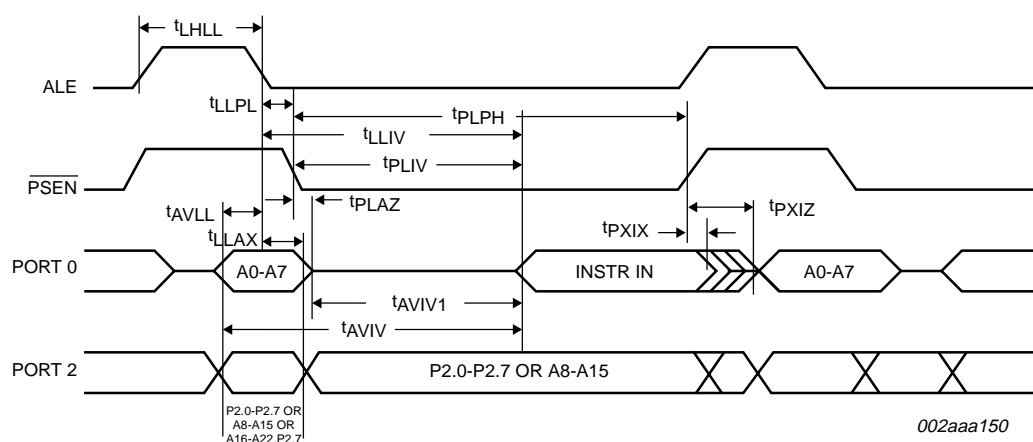 tLHLL
ALE
tLLPL
tPLPH
tLLIV
tPLIV
PSEN
tPLAZ
tAVLL
tPXIZ
tLLAX
tPXIX
PORT 0
A0-A7
INSTR IN
A0-A7
tAVIV1
tAVIV
PORT 2
P2.0-P2.7 OR A8-A15
P2.0-P2.7 OR
A8-A15 OR
A16-A22 P2.7
002aaa150